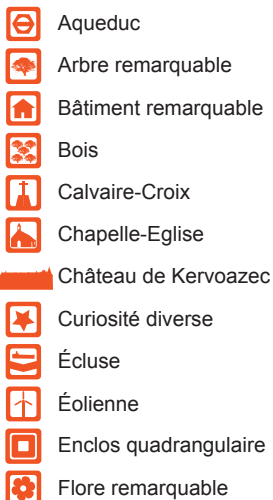 Aqueduc
Arbre remarquable
Bâtiment remarquable
Bois
Calvaire-Croix
Chapelle-Eglise
Château de Kervoazec
Curiosité diverse
Écluse
Éolienne
Enclos quadrangulaire
Flore remarquable